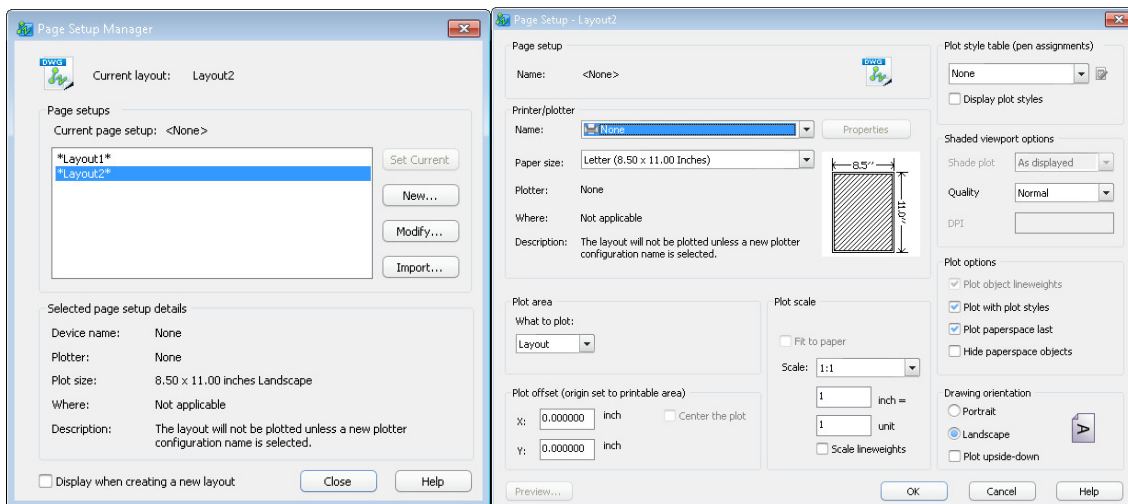 Page Setup Manager
DWG
Current layout: Layout2
Page setups
Current page setup: <None>
*Layout1*
*Layout2*
Set Current
New...
Modify...
Import...
Selected page setup details
Device name: None
Plotter: None
Plot size: 8.50 x 11.00 inches Landscape
Where: Not applicable
Description: The layout will not be plotted unless a new plotter
configuration name is selected.
Display when creating a new layout
Close
Help
Page Setup - Layout2
Page setup
Name: <None>
DWG
Printer/plotter
Name: None
Properties
Paper size: Letter (8.50 x 11.00 Inches)
Plotter: None
Where: Not applicable
Description: The layout will not be plotted unless a new plotter
configuration name is selected.
8.5''
11.0''
Plot area
What to plot:
Layout
Plot offset (origin set to printable area)
X: 0.000000 inch
Center the plot
Y: 0.000000 inch
Plot scale
Fit to paper
Scale: 1:1
1 inch =
1 unit
Scale lineweights
Plot style table (pen assignments)
None
Display plot styles
Shaded viewport options
Shade plot As displayed
Quality Normal
DPI
Plot options
Plot object lineweights
Plot with plot styles
Plot paperspace last
Hide paperspace objects
Drawing orientation
Portrait
Landscape
Plot upside-down
A
Preview...
OK
Cancel
Help